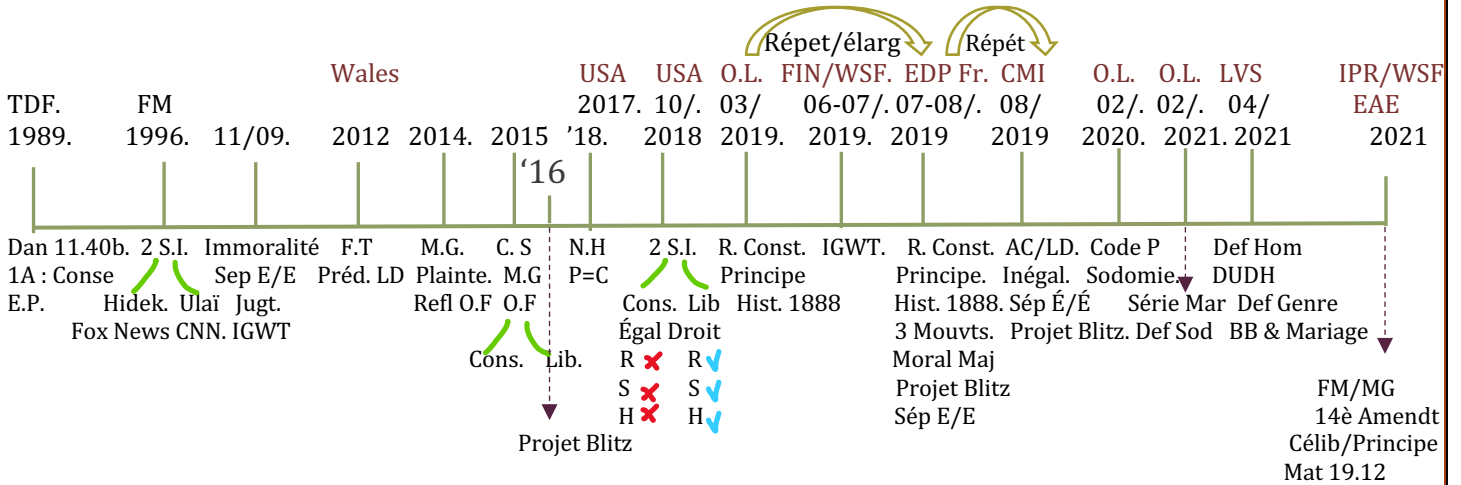 Répet/élarg Répét
Wales USA USA O.L. FIN/WSF. EDP Fr. CMI O.L. O.L. LVS IPR/WSF
TDF. FM 2017. 10/. 03/ 06-07/. 07-08/. 08/ 02/. 02/. 04/ EAE
1989. 1996. 11/09. 2012 2014. 2015 '18. 2018 2019. 2019. 2019 2019 2020. 2021. 2021 2021
‘16
Dan 11.40b. 2 S.I. Immoralité F.T M.G. C. S N.H 2 S.I. R. Const. IGWT. R. Const. AC/LD. Code P Def Hom
1A : Conse Sep E/E Préd. LD Plainte. M.G P=C Principe Principe. Inégal. Sodomie. DUDH
E.P. Hidek. Ulaï Jugt. Refl O.F O.F Cons. Lib Hist. 1888 Hist. 1888. Sép É/É Série Mar Def Genre
Fox News CNN. IGWT Égal Droit 3 Mouvts. Projet Blitz. Def Sod BB & Mariage
Cons. Lib. R R Moral Maj
S S Projet Blitz FM/MG
H H Sép E/E 14è Amendt
Projet Blitz Célib/Principe
Mat 19.12